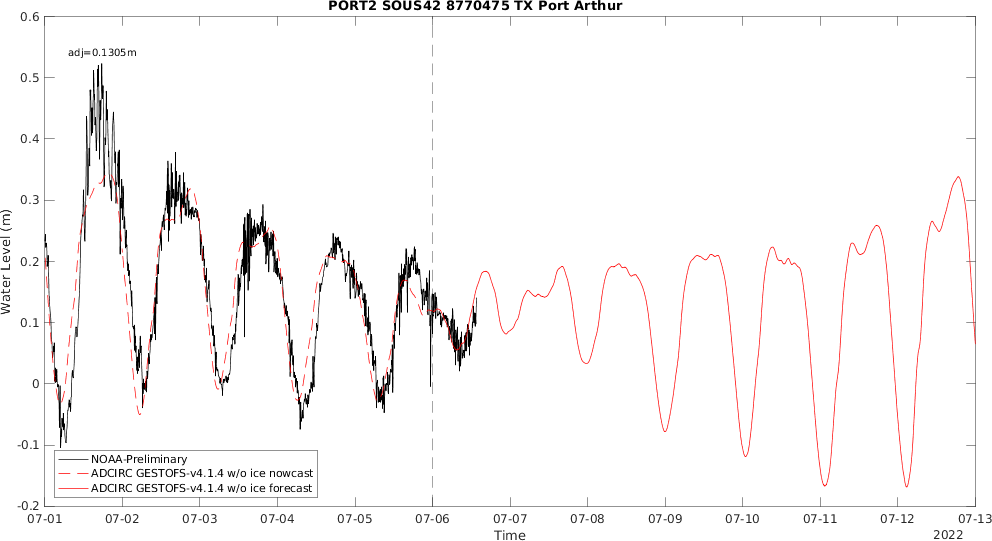 PORT2 SOUS42 8770475 TX Port Arthur
adj=0.1305m
0.6
0.5
0.4
0.3
0.2
0.1
0
-0.1
-0.2
Water Level (m)
NOAA-Preliminary
ADCIRC GESTOFS-v4.1.4 w/o ice nowcast
ADCIRC GESTOFS-v4.1.4 w/o ice forecast
07-01 07-02 07-03 07-04 07-05 07-06 07-07 07-08 07-09 07-10 07-11 07-12 07-13
Time
2022